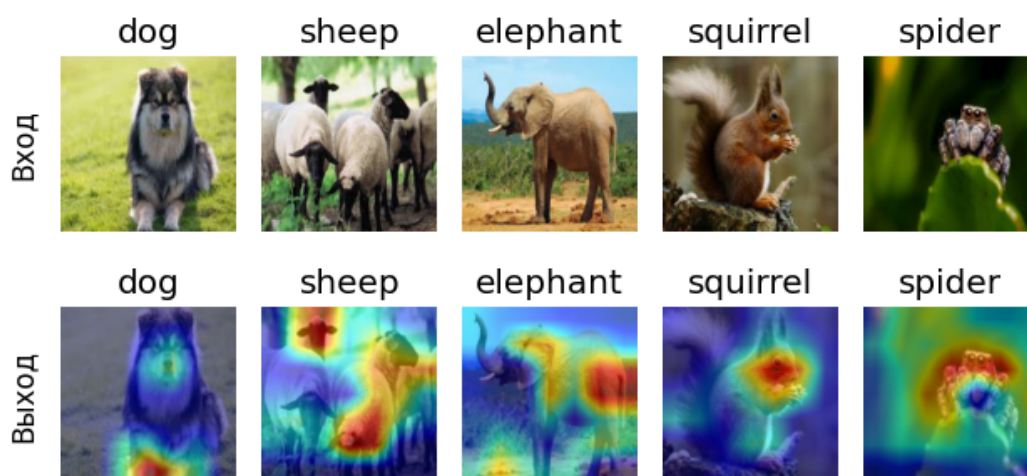 dog sheep elephant squirrel spider
Вход
dog sheep elephant squirrel spider
Выход